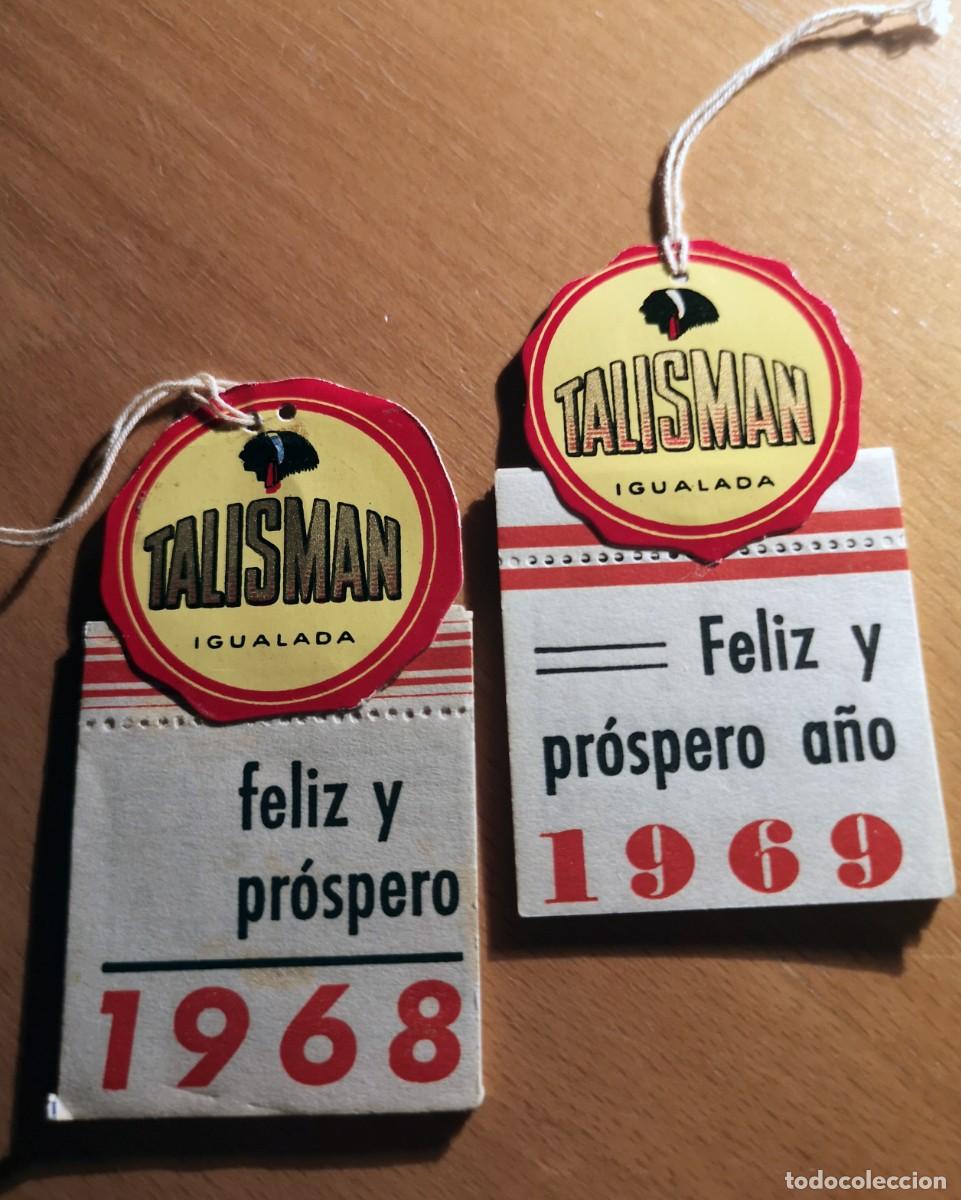 TALISMAN
IGUALADA
feliz y
próspero
1968
TALISMAN
IGUALADA
Feliz y
próspero año
1969
todocoleccion